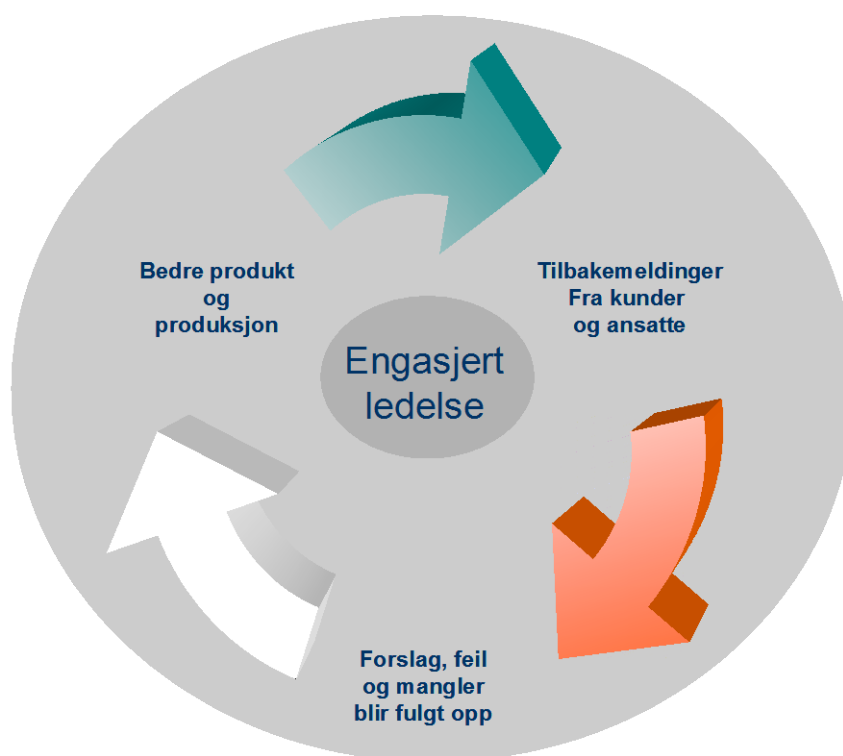 Bedre produkt
og
produksjon
Tilbakemeldinger
Fra kunder
og ansatte
Engasjert
ledelse
Forslag, feil
og mangler
blir fulgt opp